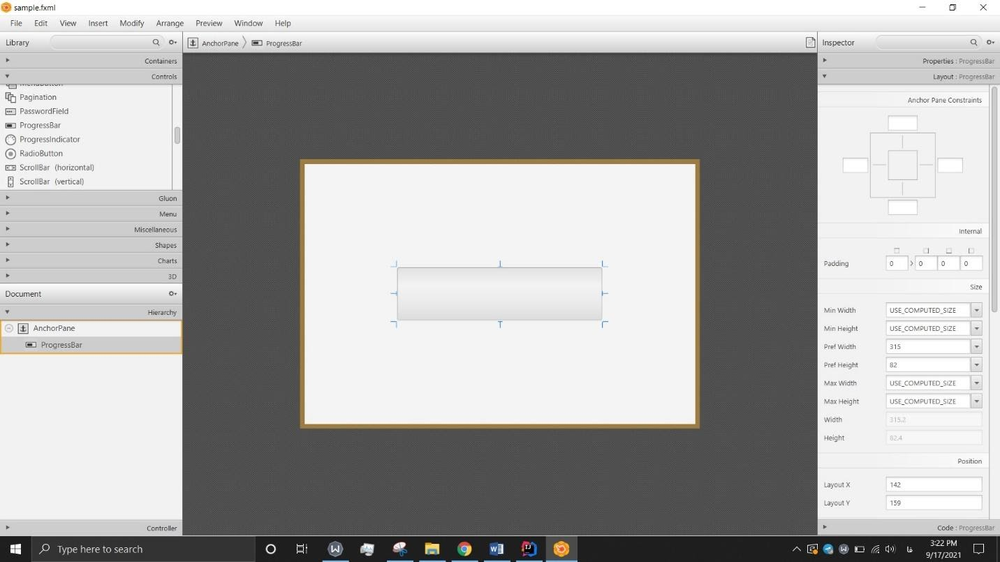 sample.fxml
File Edit View Insert Modify Arrange Preview Window Help
Library
Containers
Controls
MenuButton
Pagination
PasswordField
ProgressBar
ProgressIndicator
RadioButton
ScrollBar (horizontal)
ScrollBar (vertical)
Gluon
Menu
Miscellaneous
Shapes
Charts
3D
Document
Hierarchy
AnchorPane
ProgressBar
Controller
AnchorPane ProgressBar
Inspector
Properties : ProgressBar
Layout : ProgressBar
Anchor Pane Constraints
Internal
Padding 0 0 0 0
Size
Min Width USE_COMPUTED_SIZE
Min Height USE_COMPUTED_SIZE
Pref Width 315
Pref Height 82
Max Width USE_COMPUTED_SIZE
Max Height USE_COMPUTED_SIZE
Width 315.2
Height 82.4
Position
Layout X 142
Layout Y 159
Code : ProgressBar
Type here to search
فا
3:22 PM
9/17/2021